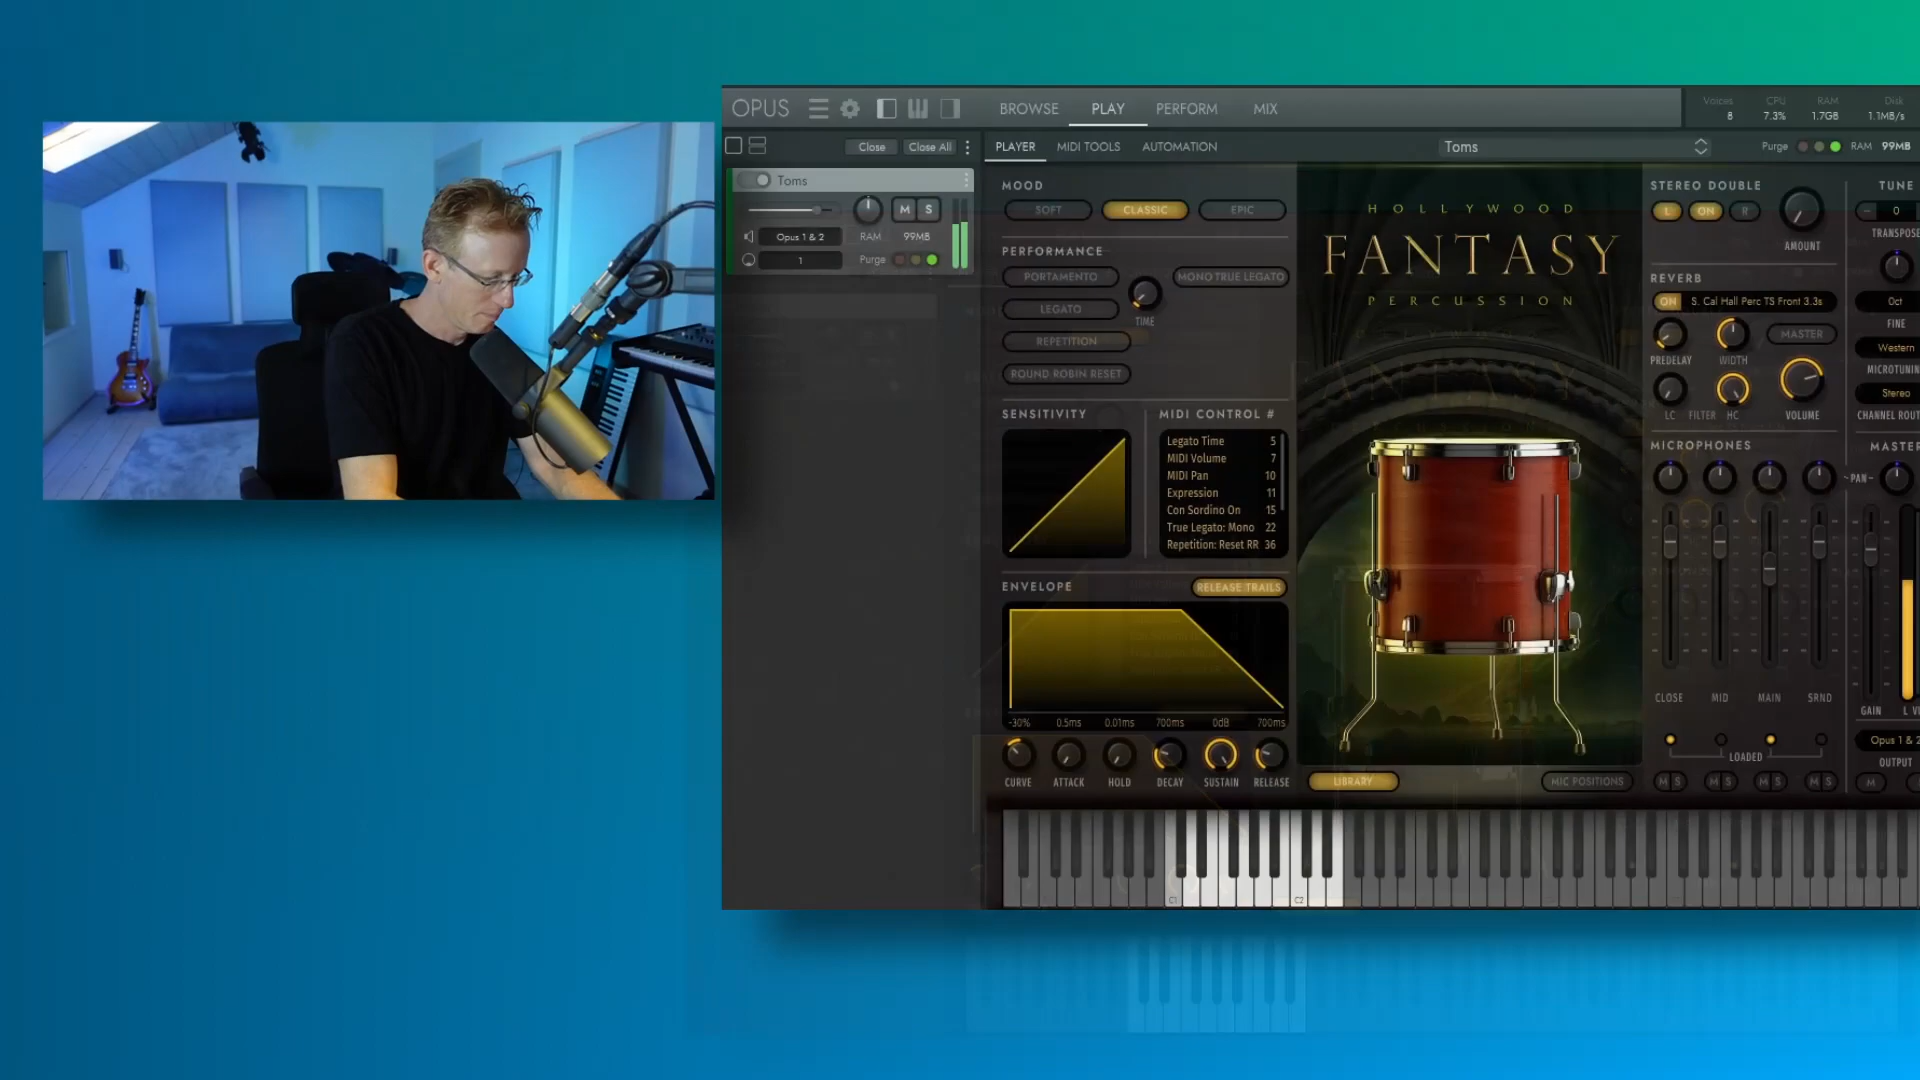 OPUS BROWSE PLAY PERFORM MIX
Voices CPU RAM Disk
8 7.3% 1.7GB 1.1MB/s
Close Close All
PLAYER MIDI TOOLS AUTOMATION Toms Purge RAM 99MB
Toms
M S
Opus 1 & 2 RAM 99MB
1 Purge
MOOD
SOFT CLASSIC EPIC
PERFORMANCE
PORTAMENTO MONO TRUE LEGATO
LEGATO
TIME
REPETITION
ROUND ROBIN RESET
SENSITIVITY MIDI CONTROL #
Legato Time 5
MIDI Volume 7
MIDI Pan 10
Expression 11
Con Sordino On 15
True Legato: Mono 22
Repetition: Reset RR 36
ENVELOPE RELEASE TRAILS
-30% 0.5ms 0.01ms 700ms 0dB 700ms
CURVE ATTACK HOLD DECAY SUSTAIN RELEASE
HOLLYWOOD
FANTASY
PERCUSSION
LIBRARY MIC POSITIONS
STEREO DOUBLE
L ON R
AMOUNT
REVERB
ON S. Cal Hall Perc TS Front 3.3s
MASTER
PREDELAY WIDTH
LC FILTER HC VOLUME
MICROPHONES
PAN
CLOSE MID MAIN SRND
LOADED
M S M S M S M S
TUNE
- 0
TRANSPOSE
0ct
FINE
Western
MICROTUNIN
Stereo
CHANNEL ROUT
MASTER
GAIN L
Opus 1 & 2
OUTPUT
M
C1 C2